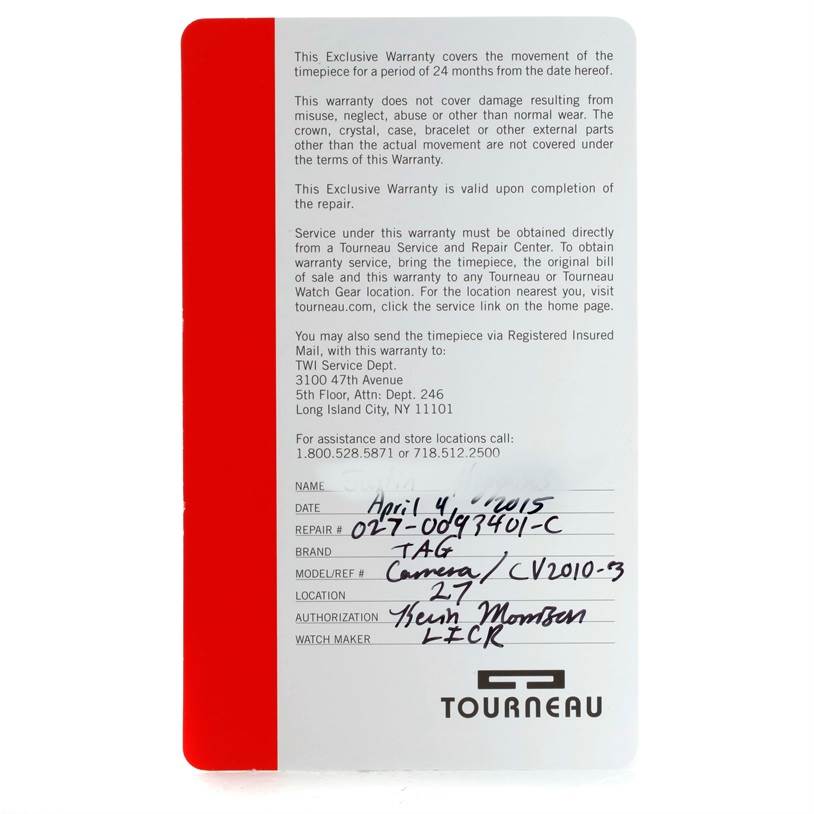 This Exclusive Warranty covers the movement of the
timepiece for a period of 24 months from the date hereof.
This warranty does not cover damage resulting from
misuse, neglect, abuse or other than normal wear. The
crown, crystal, case, bracelet or other external parts
other than the actual movement are not covered under
the terms of this Warranty.
This Exclusive Warranty is valid upon completion of
the repair.
Service under this warranty must be obtained directly
from a Tourneau Service and Repair Center. To obtain
warranty service, bring the timepiece, the original bill
of sale and this warranty to any Tourneau or Tourneau
Watch Gear location. For the location nearest you, visit
tourneau.com, click the service link on the home page.
You may also send the timepiece via Registered Insured
Mail, with this warranty to:
TWI Service Dept.
3100 47th Avenue
5th Floor, Attn: Dept. 246
Long Island City, NY 11101
For assistance and store locations call:
1.800.528.5871 or 718.512.2500
NAME
DATE April 4, 2015
REPAIR # 027-0093401-C
BRAND TAG
MODEL/REF # Carrera / CV2010-3
LOCATION 27
AUTHORIZATION Kevin Morrison
WATCH MAKER LICR
TOURNEAU